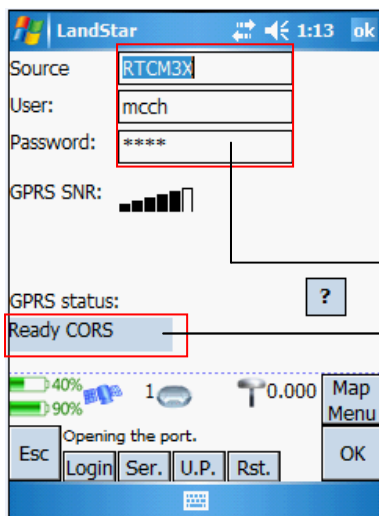 LandStar 1:13 ok
Source RTCM3X
User: mcch
Password: ****
GPRS SNR:
?
GPRS status:
Ready CORS
40% 1 0.000 Map Menu
90%
Esc Opening the port. OK
Login Ser. U.P. Rst.